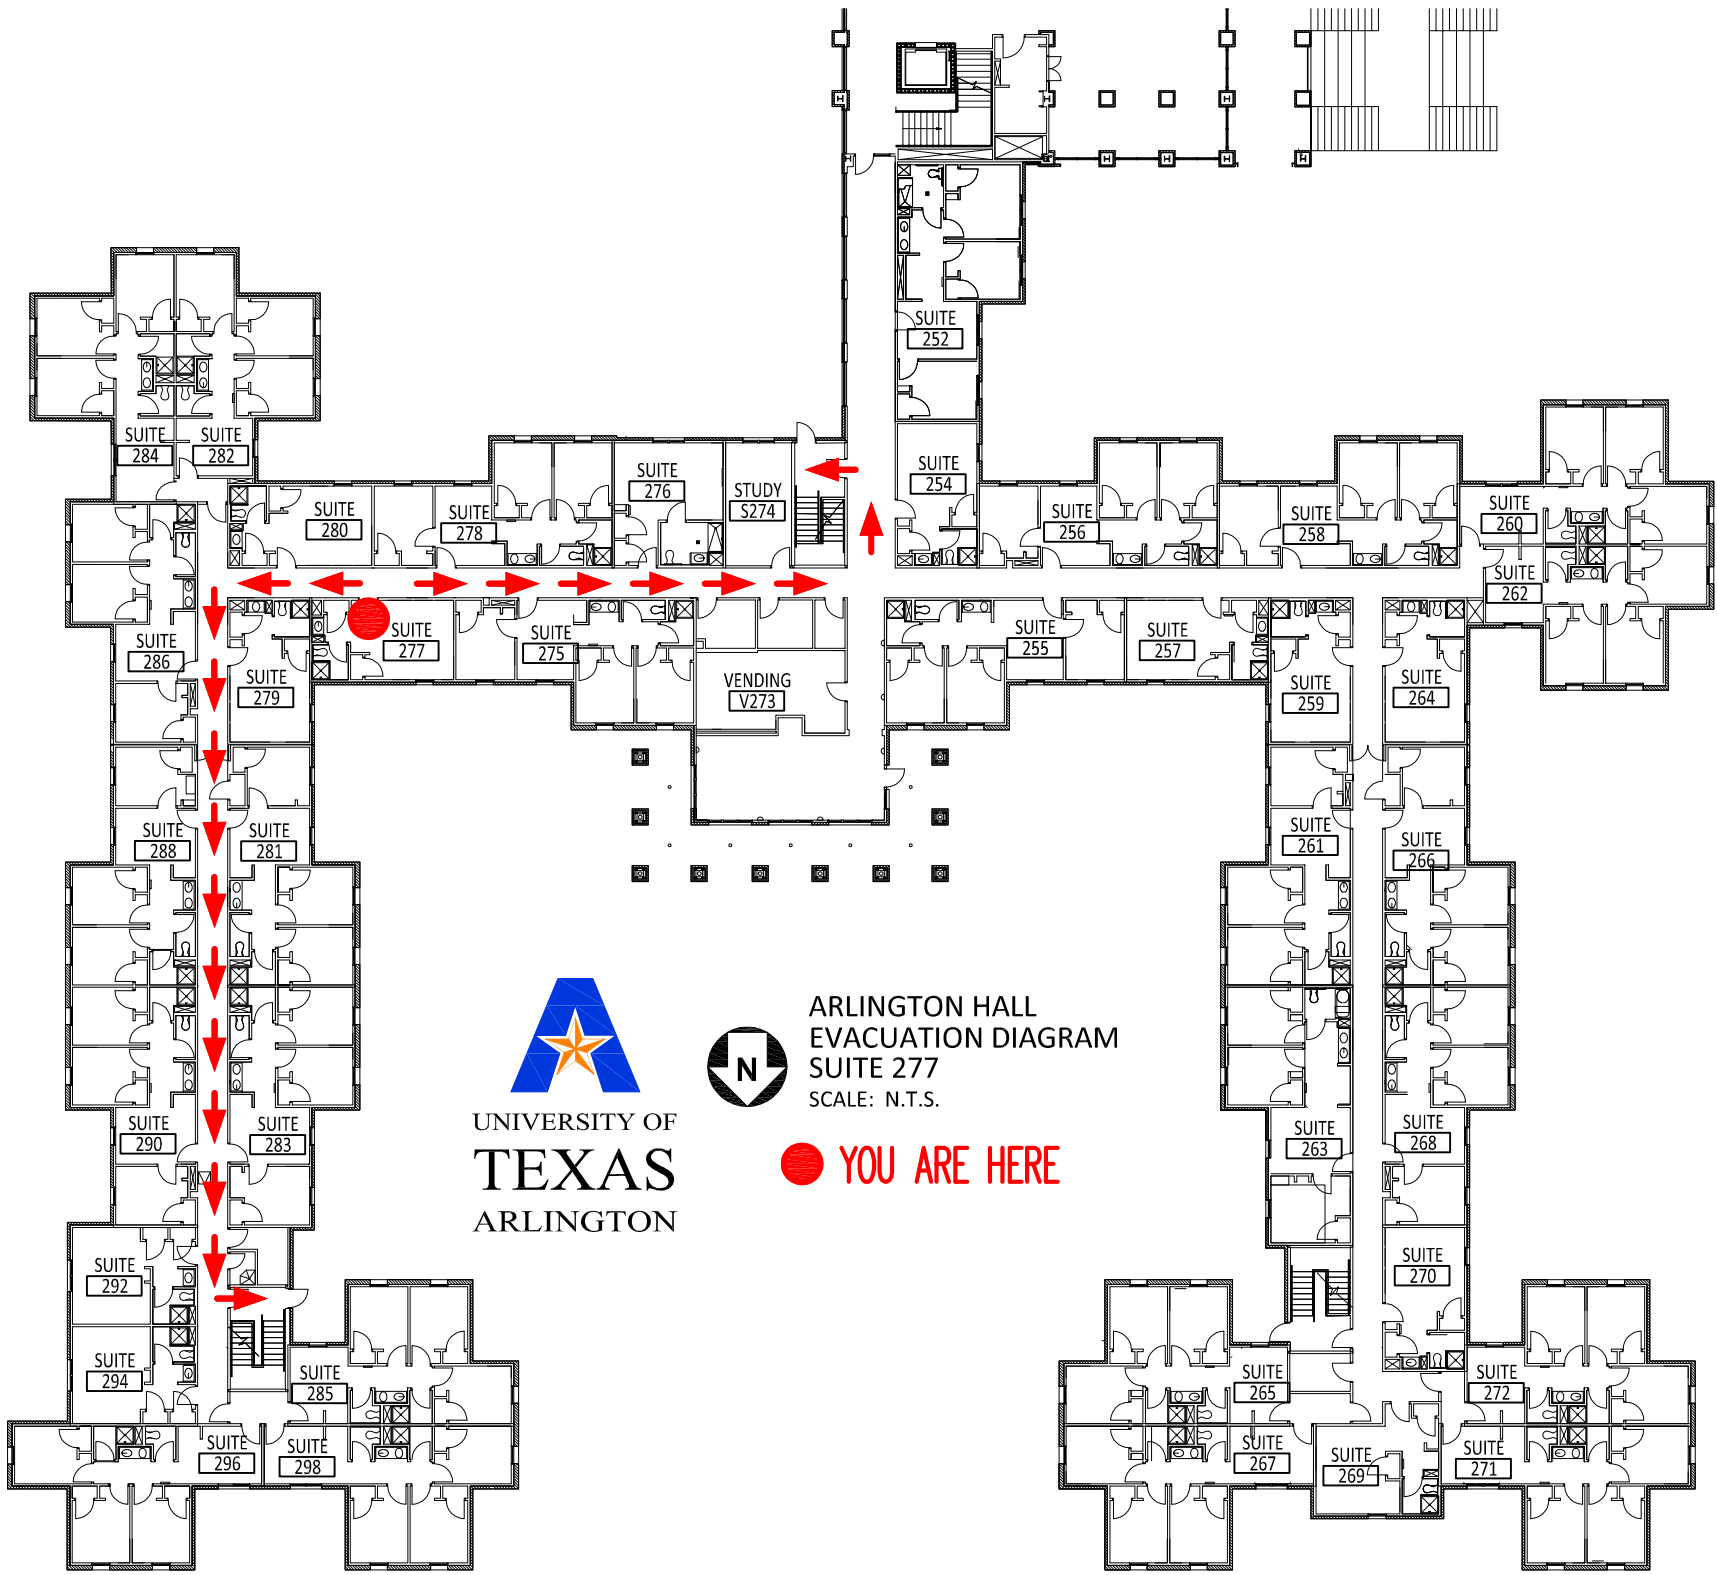 SUITE
252
SUITE
284
SUITE
282
SUITE
280
SUITE
278
SUITE
276
STUDY
S274
SUITE
254
SUITE
256
SUITE
258
SUITE
260
SUITE
262
SUITE
286
SUITE
279
SUITE
277
SUITE
275
VENDING
V273
SUITE
255
SUITE
257
SUITE
259
SUITE
264
SUITE
288
SUITE
281
SUITE
261
SUITE
266
ARLINGTON HALL
EVACUATION DIAGRAM
SUITE 277
SCALE: N.T.S.
N
UNIVERSITY OF
TEXAS
ARLINGTON
YOU ARE HERE
SUITE
290
SUITE
283
SUITE
263
SUITE
268
SUITE
292
SUITE
270
SUITE
294
SUITE
285
SUITE
265
SUITE
272
SUITE
296
SUITE
298
SUITE
267
SUITE
269
SUITE
271